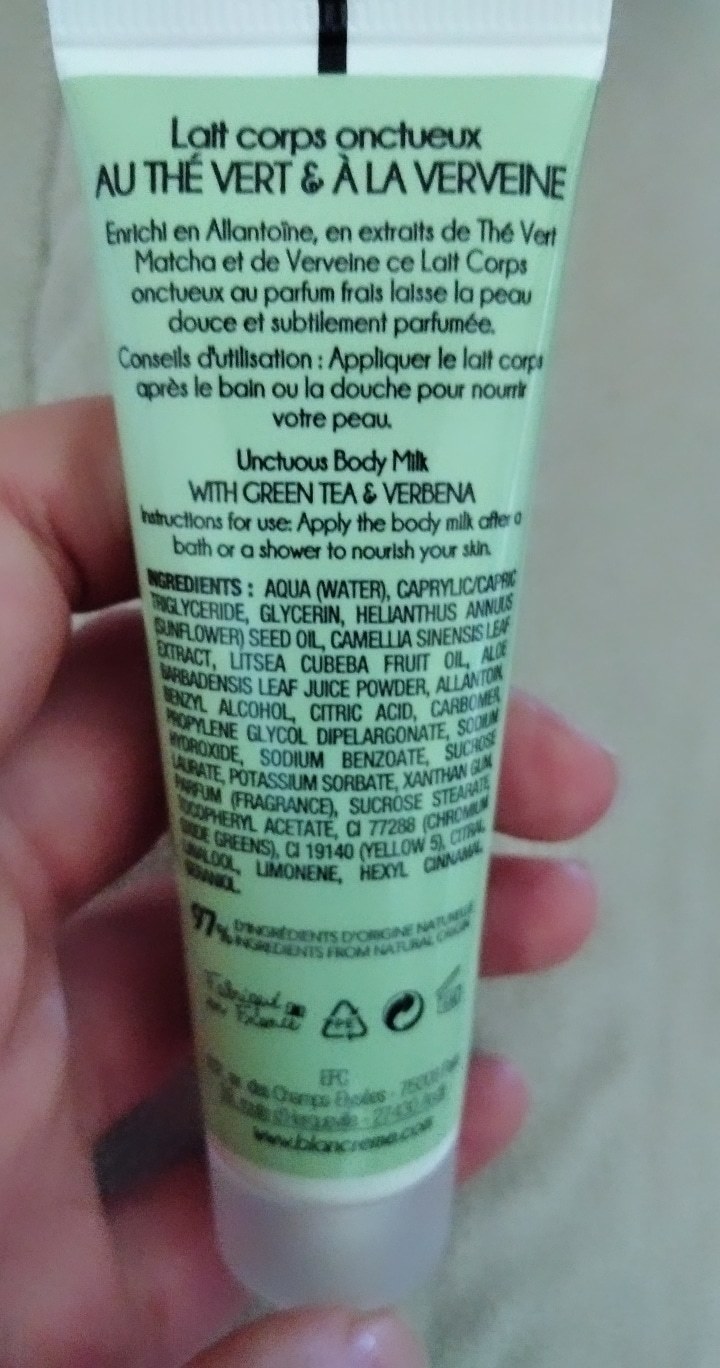 Lait corps onctueux
AU THÉ VERT & À LA VERVEINE
Enrichi en Allantoïne, en extraits de Thé Vert
Matcha et de Verveine ce Lait Corps
onctueux au parfum frais laisse la peau
douce et subtilement parfumée.
Conseils d'utilisation : Appliquer le lait corps
après le bain ou la douche pour nourrir
votre peau.
Unctuous Body Milk
WITH GREEN TEA & VERBENA
Instructions for use: Apply the body milk after a
bath or a shower to nourish your skin.
INGREDIENTS : AQUA (WATER), CAPRYLIC/CAPRIC
TRIGLYCERIDE, GLYCERIN, HELIANTHUS ANNUUS
(SUNFLOWER) SEED OIL, CAMELLIA SINENSIS LEAF
EXTRACT, LITSEA CUBEBA FRUIT OIL, ALOE
BARBADENSIS LEAF JUICE POWDER, ALLANTOIN,
BENZYL ALCOHOL, CITRIC ACID, CARBOMER,
PROPYLENE GLYCOL DIPELARGONATE, SODIUM
HYDROXIDE, SODIUM BENZOATE, SUCROSE
LAURATE, POTASSIUM SORBATE, XANTHAN GUM,
PARFUM (FRAGRANCE), SUCROSE STEARATE,
TOCOPHERYL ACETATE, CI 77288 (CHROMIUM
OXIDE GREENS), CI 19140 (YELLOW 5), CITRAL,
LINALOOL, LIMONENE, HEXYL CINNAMAL,
GERANIOL.
97% D'INGRÉDIENTS D'ORIGINE NATURELLE
INGREDIENTS FROM NATURAL ORIGIN
Fabriqué
en France
EFC
des Champs Elysées - 75008 Paris
27430
www.blancreme.com